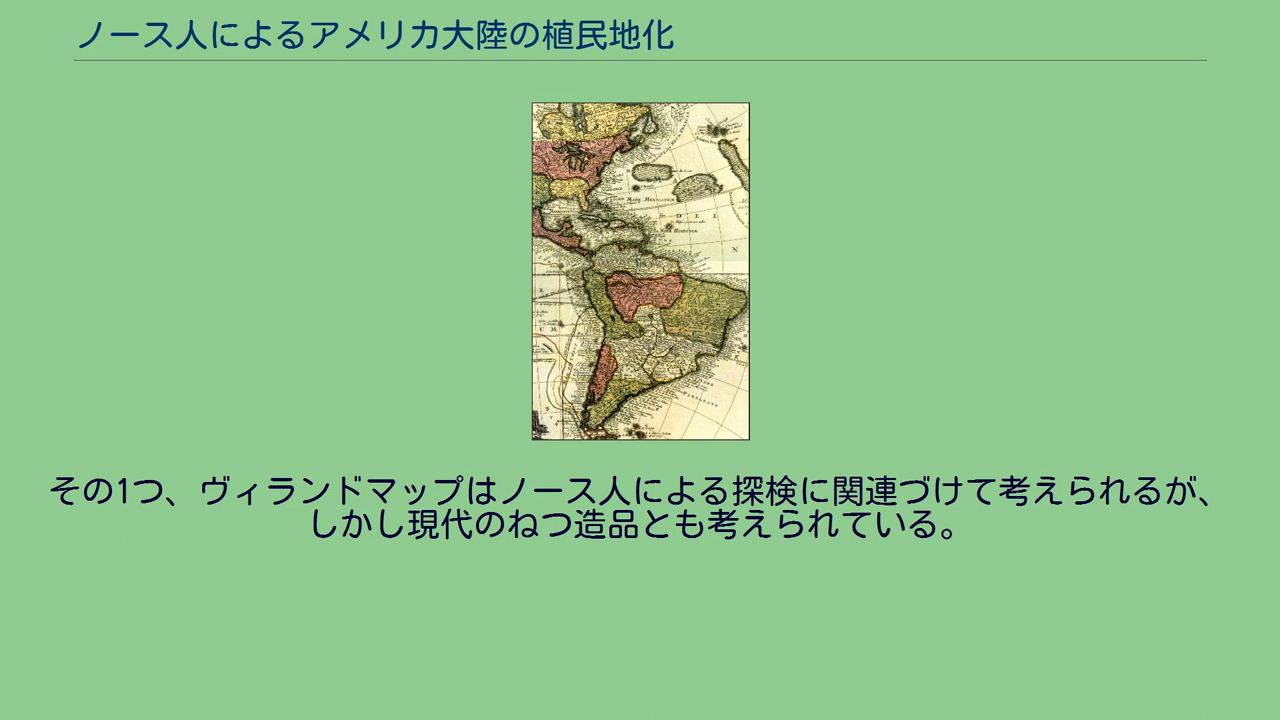 ノース人によるアメリカ大陸の植民地化
MARE
DEL
N
UM
その1つ、ヴィランドマップはノース人による探検に関連づけて考えられるが、
しかし現代のねつ造品とも考えられている。